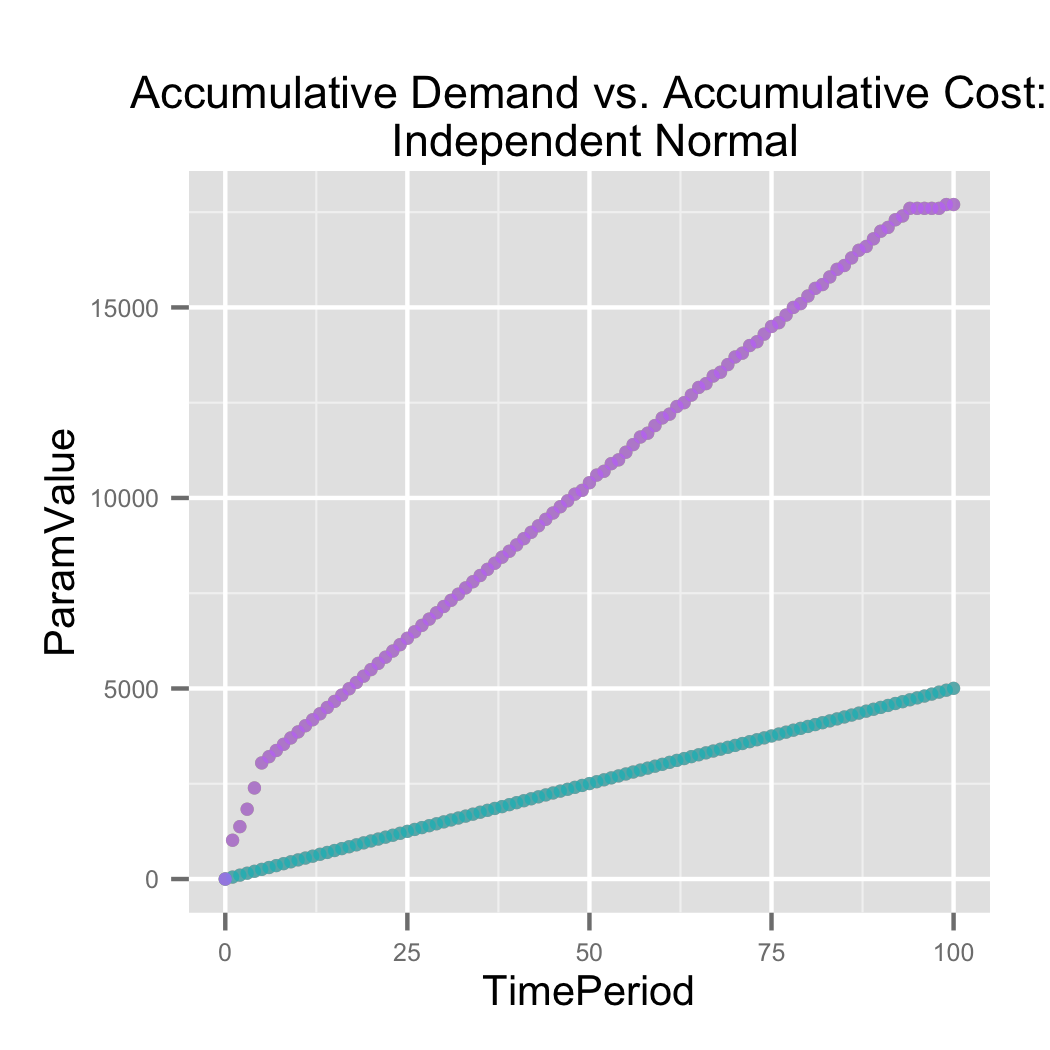 Accumulative Demand vs. Accumulative Cost:
Independent Normal
ParamValue
15000
10000
5000
0
0 25 50 75 100
TimePeriod